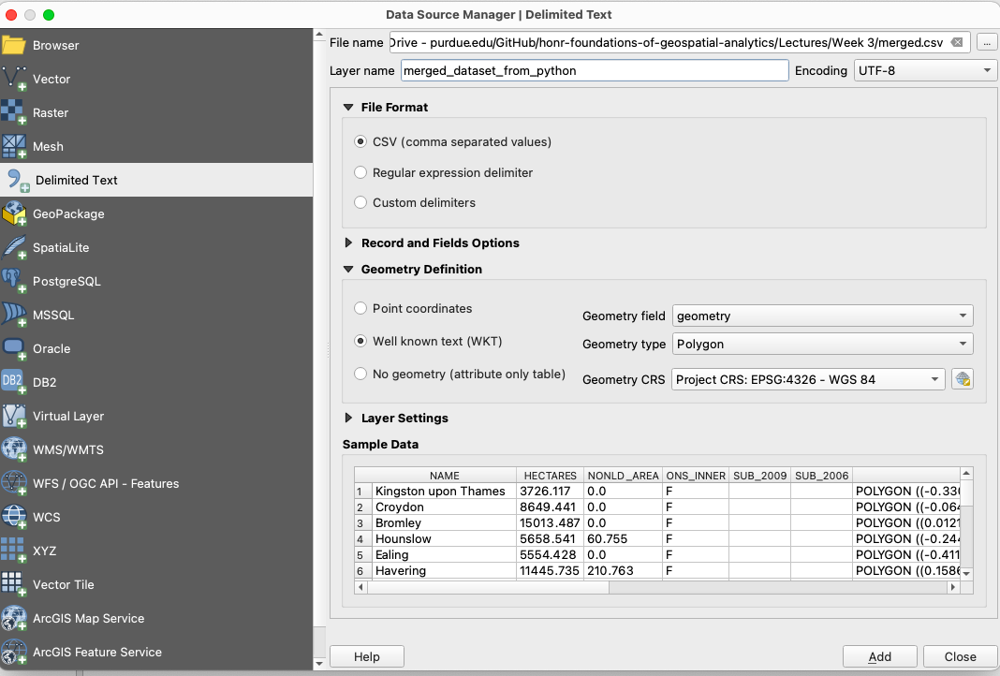 Data Source Manager | Delimited Text
Browser
Vector
Raster
Mesh
Delimited Text
GeoPackage
SpatiaLite
PostgreSQL
MSSQL
Oracle
DB2
DB2
Virtual Layer
WMS/WMTS
WFS / OGC API - Features
WCS
XYZ
Vector Tile
ArcGIS Map Service
ArcGIS Feature Service
File name Drive - purdue.edu/GitHub/honr-foundations-of-geospatial-analytics/Lectures/Week 3/merged.csv ...
Layer name merged_dataset_from_python Encoding UTF-8
File Format
CSV (comma separated values)
Regular expression delimiter
Custom delimiters
Record and Fields Options
Geometry Definition
Point coordinates
Well known text (WKT)
No geometry (attribute only table)
Geometry field geometry
Geometry type Polygon
Geometry CRS Project CRS: EPSG:4326 - WGS 84
Layer Settings
Sample Data
NAME HECTARES NONLD_AREA ONS_INNER SUB_2009 SUB_2006
1 Kingston upon Thames 3726.117 0.0 F POLYGON ((-0.330
2 Croydon 8649.441 0.0 F POLYGON ((-0.064
3 Bromley 15013.487 0.0 F POLYGON ((0.0121
4 Hounslow 5658.541 60.755 F POLYGON ((-0.244
5 Ealing 5554.428 0.0 F POLYGON ((-0.411
6 Havering 11445.735 210.763 F POLYGON ((0.1586
Help Add Close